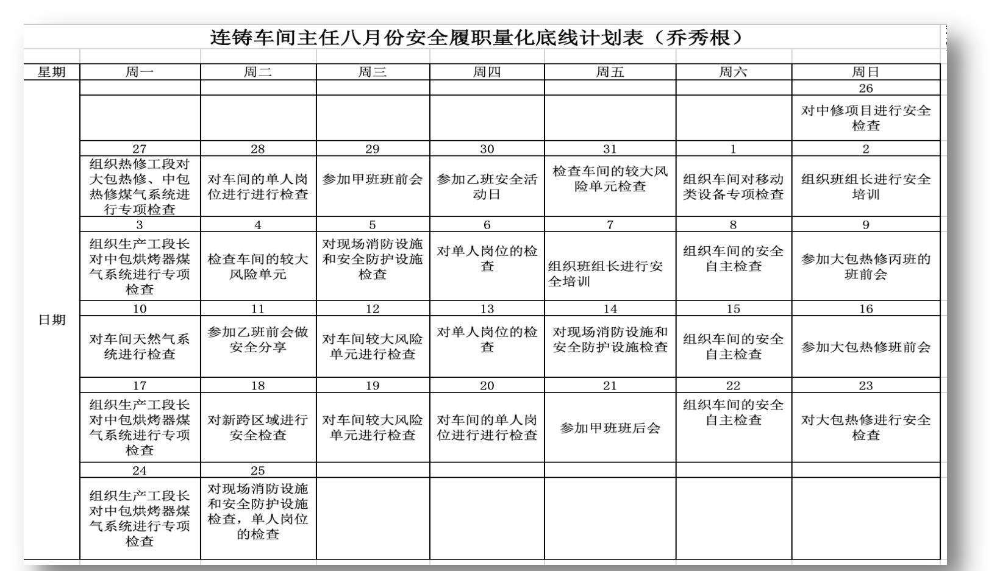 连铸车间主任八月份安全履职量化底线计划表（乔秀根）
星期 周一 周二 周三 周四 周五 周六 周日
日期
26
对中修项目进行安全
检查
27 28 29 30 31 1 2
组织热修工段对
大包热修、中包
热修煤气系统进
行专项检查
对车间的单人岗
位进行进行检查
参加甲班班前会
参加乙班安全活
动日
检查车间的较大风
险单元检查
组织车间对移动
类设备专项检查
组织班组长进行安全
培训
3 4 5 6 7 8 9
组织生产工段长
对中包烘烤器煤
气系统进行专项
检查
检查车间的较大
风险单元
对现场消防设施
和安全防护设施
检查
对单人岗位的检
查
组织班组长进行安
全培训
组织车间的安全
自主检查
参加大包热修丙班的
班前会
10 11 12 13 14 15 16
对车间天然气系
统进行检查
参加乙班前会做
安全分享
对车间较大风险
单元进行检查
对单人岗位的检
查
对现场消防设施和
安全防护设施检查
组织车间的安全
自主检查
参加大包热修班前会
17 18 19 20 21 22 23
组织生产工段长
对中包烘烤器煤
气系统进行专项
检查
对新跨区域进行
安全检查
对车间较大风险
单元进行检查
对车间的单人岗
位进行进行检查
参加甲班班后会
组织车间的安全
自主检查
对大包热修进行安全
检查
24 25
组织生产工段长
对中包烘烤器煤
气系统进行专项
检查
对现场消防设施
和安全防护设施
检查，单人岗位
的检查